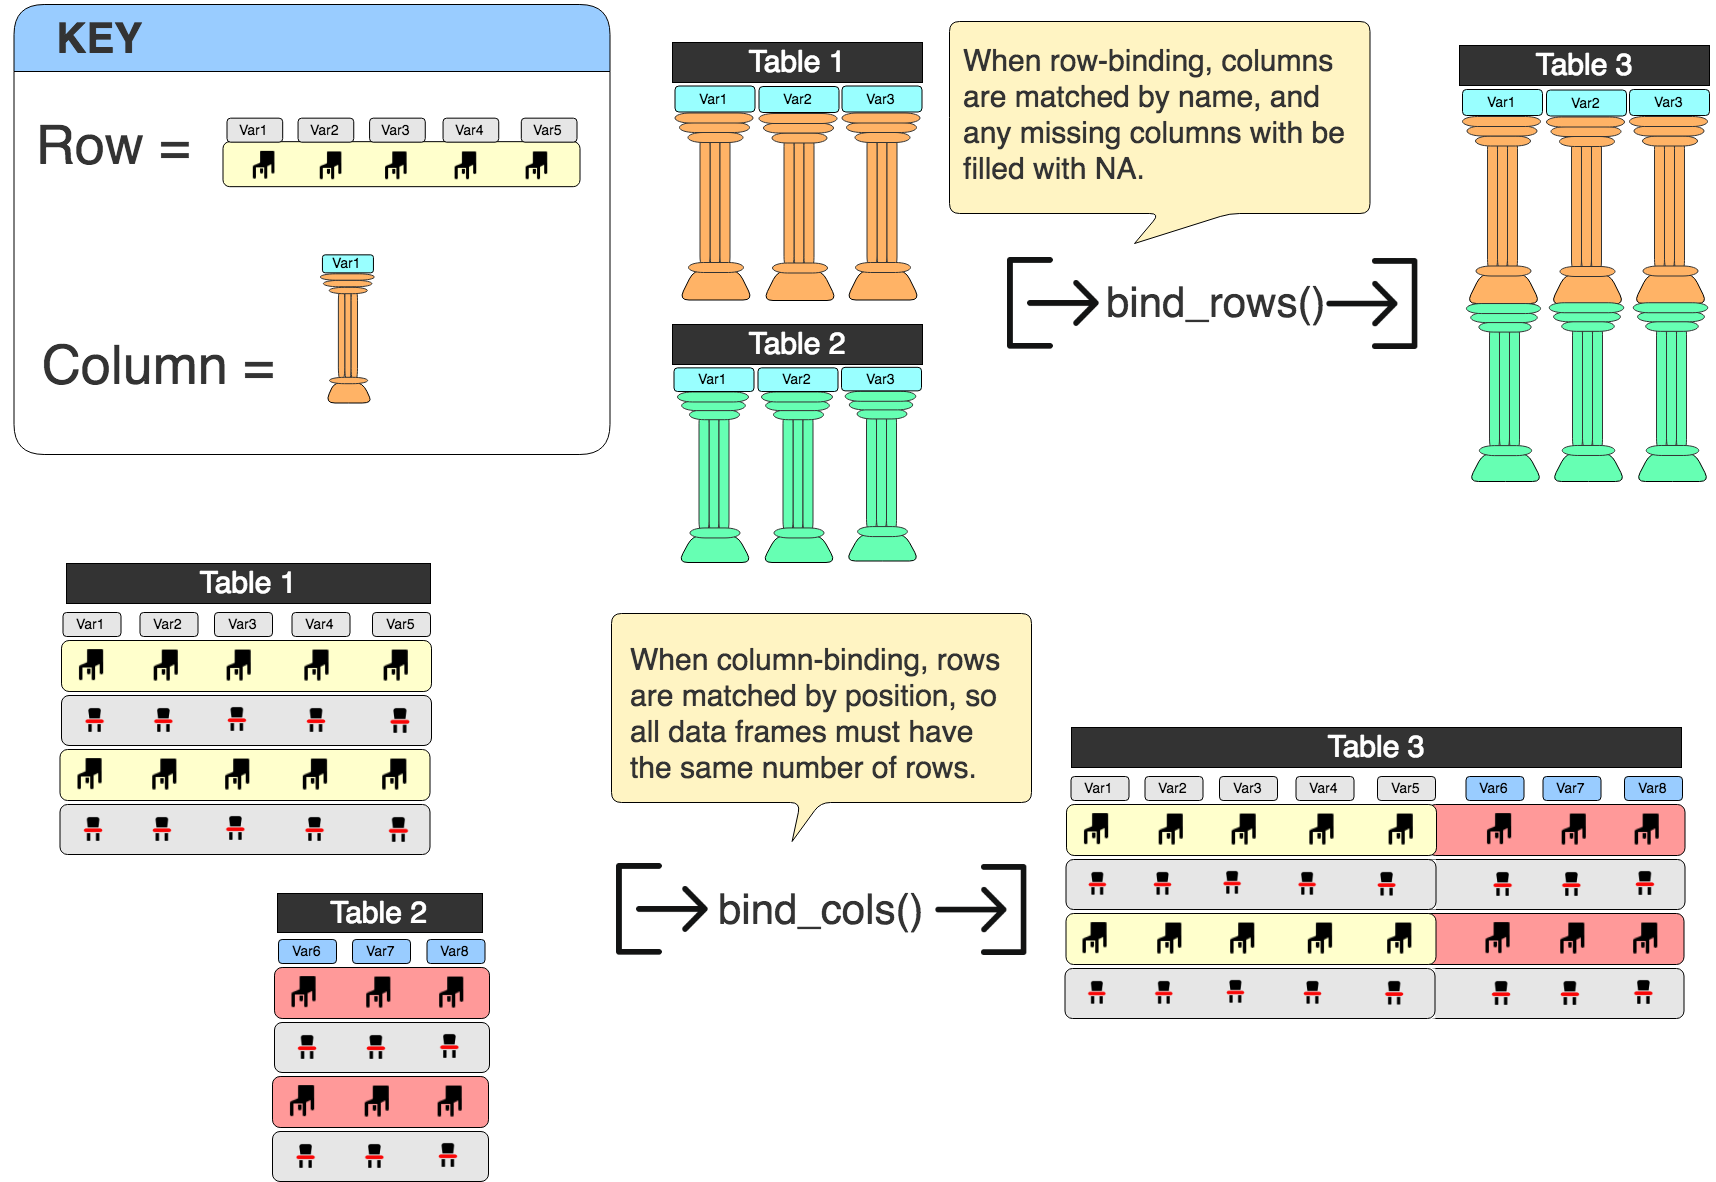 KEY
Row =
Var1 Var2 Var3 Var4 Var5
Column =
Var1
Table 1
Var1 Var2 Var3
Table 2
Var1 Var2 Var3
When row-binding, columns
are matched by name, and
any missing columns with be
filled with NA.
bind_rows()
Table 3
Var1 Var2 Var3
Table 1
Var1 Var2 Var3 Var4 Var5
Table 2
Var6 Var7 Var8
When column-binding, rows
are matched by position, so
all data frames must have
the same number of rows.
bind_cols()
Table 3
Var1 Var2 Var3 Var4 Var5 Var6 Var7 Var8